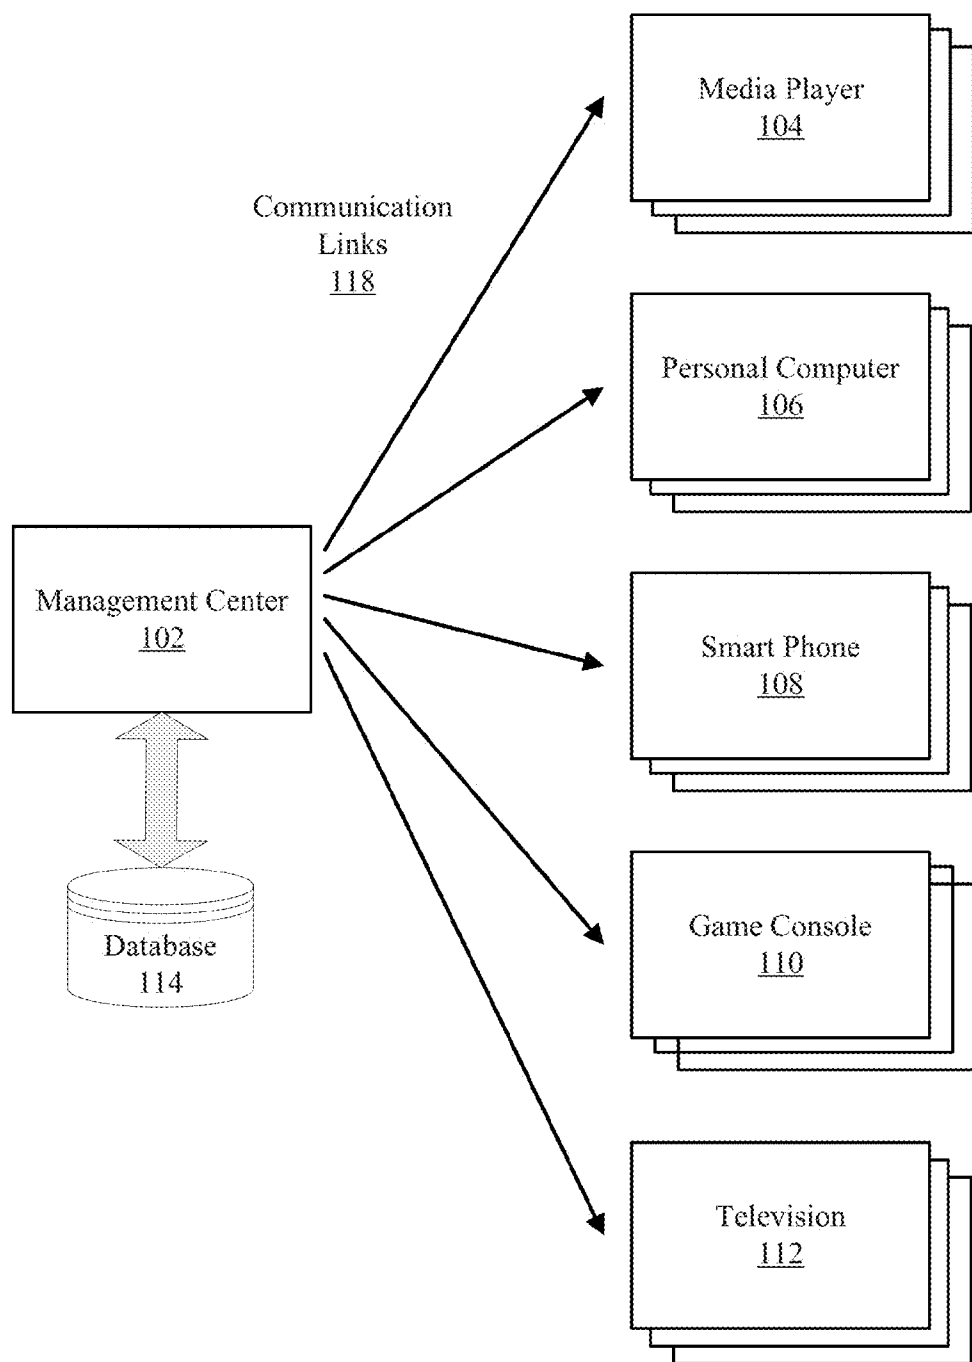 Media Player
104
Communication
Links
118
Personal Computer
106
Management Center
102
Smart Phone
108
Database
114
Game Console
110
Television
112